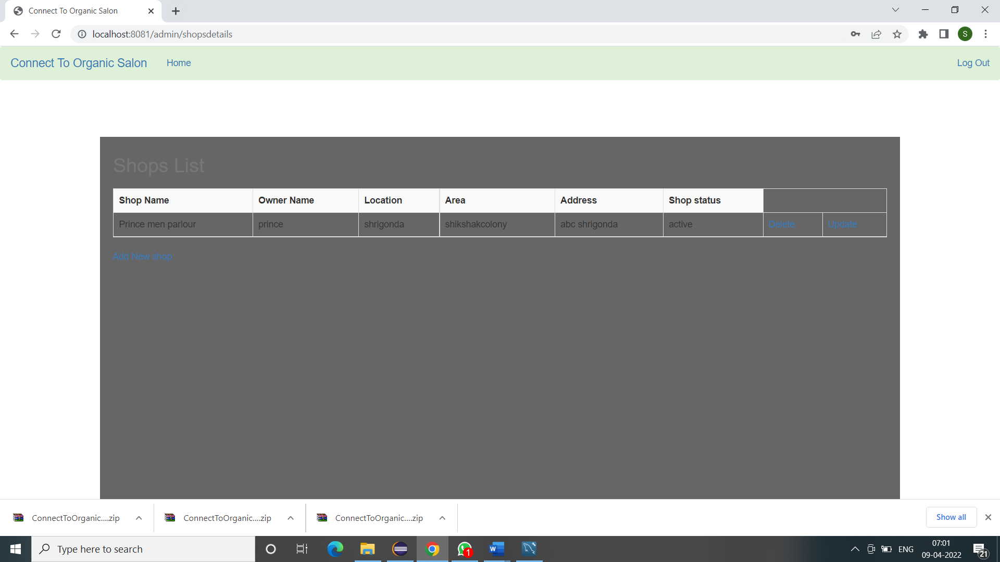 Connect To Organic Salon
localhost:8081/admin/shopsdetails
S
Connect To Organic Salon Home Log Out
Shops List
Shop Name Owner Name Location Area Address Shop status
Prince men parlour prince shrigonda shikshakcolony abc shrigonda active Delete Update
Add New shop
ConnectToOrganic....zip ConnectToOrganic....zip ConnectToOrganic....zip Show all
Type here to search
W
1
ENG
07:01
09-04-2022
21